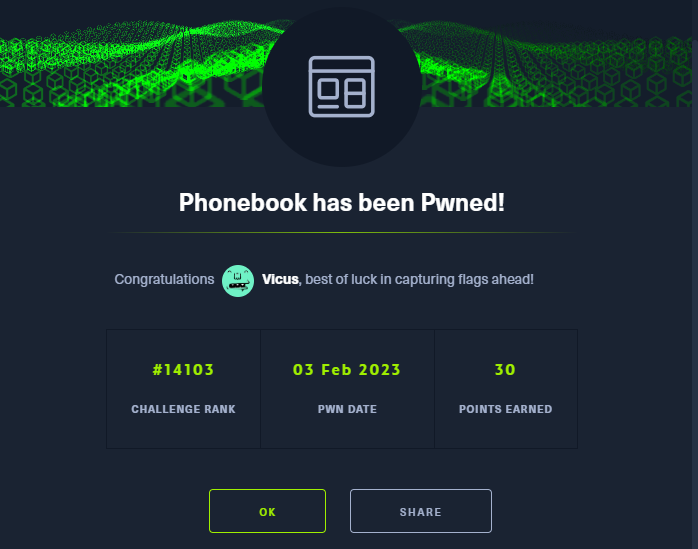 Phonebook has been Pwned!
Congratulations Vicus, best of luck in capturing flags ahead!
#14103 03 Feb 2023 30
CHALLENGE RANK PWN DATE POINTS EARNED
OK SHARE